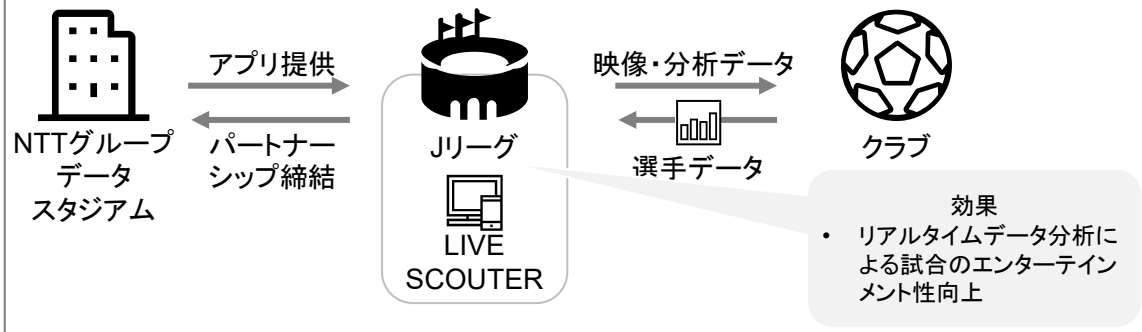 アプリ提供
映像・分析データ
NTTグループ
データ
スタジアム
パートナー
シップ締結
Jリーグ
選手データ
クラブ
LIVE
SCOUTER
効果
• リアルタイムデータ分析に
よる試合のエンターテイン
メント性向上